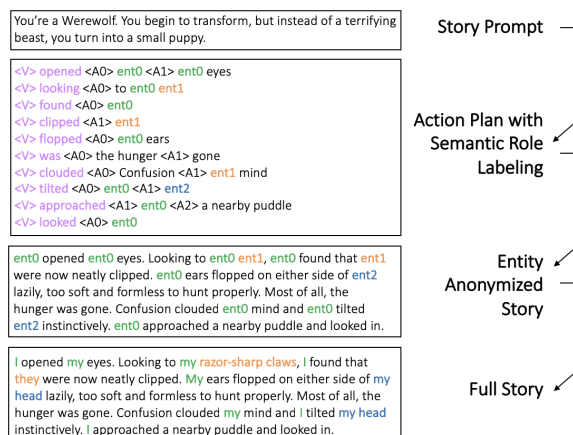 You're a Werewolf. You begin to transform, but instead of a terrifying
beast, you turn into a small puppy.
Story Prompt
<V> opened <A0> ent0 <A1> ent0 eyes
<V> looking <A0> to ent0 ent1
<V> found <A0> ent0
<V> clipped <A1> ent1
<V> flopped <A0> ent0 ears
<V> was <A0> the hunger <A1> gone
<V> clouded <A0> Confusion <A1> ent1 mind
<V> tilted <A0> ent0 <A1> ent2
<V> approached <A1> ent0 <A2> a nearby puddle
<V> looked <A0> ent0
Action Plan with
Semantic Role
Labeling
ent0 opened ent0 eyes. Looking to ent0 ent1, ent0 found that ent1
were now neatly clipped. ent0 ears flopped on either side of ent2
lazily, too soft and formless to hunt properly. Most of all, the
hunger was gone. Confusion clouded ent0 mind and ent0 tilted
ent2 instinctively. ent0 approached a nearby puddle and looked in.
Entity
Anonymized
Story
I opened my eyes. Looking to my razor-sharp claws, I found that
they were now neatly clipped. My ears flopped on either side of my
head lazily, too soft and formless to hunt properly. Most of all, the
hunger was gone. Confusion clouded my mind and I tilted my head
instinctively. I approached a nearby puddle and looked in.
Full Story